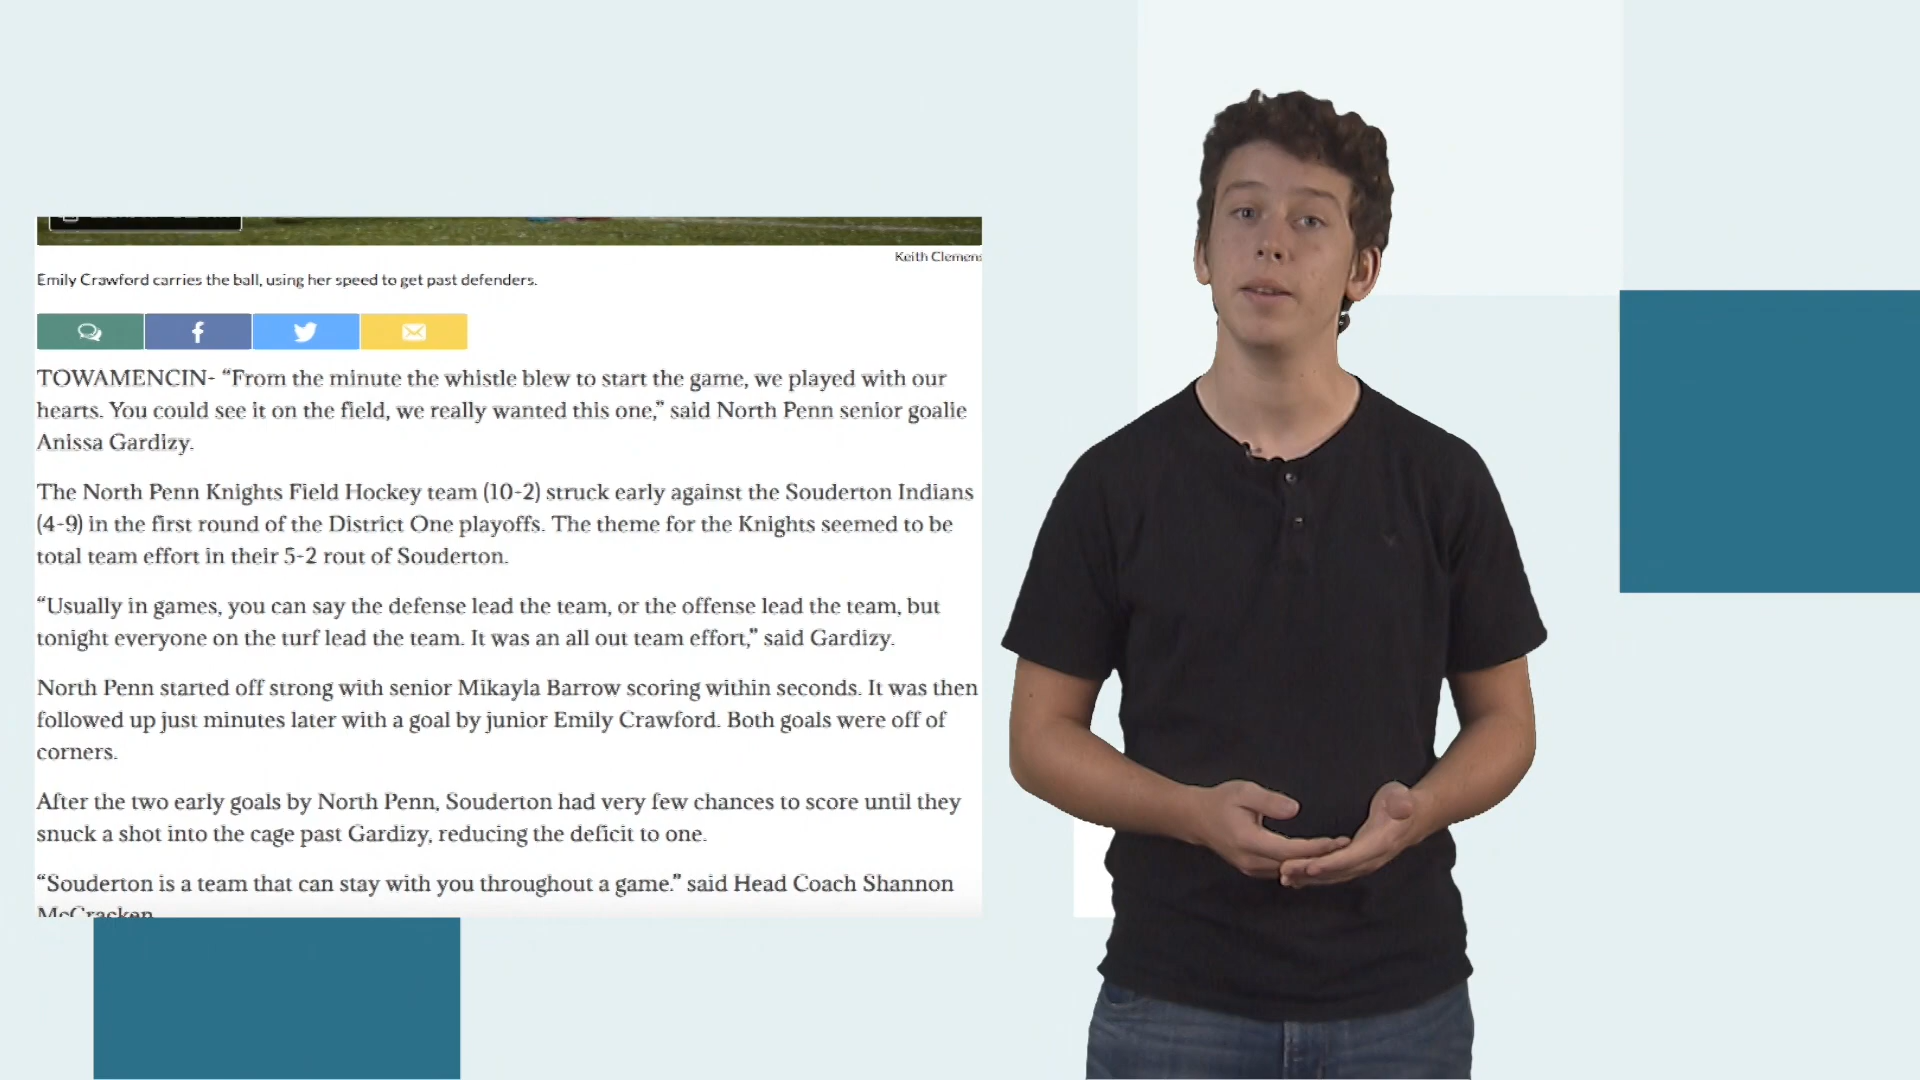 Keith Clemens
Emily Crawford carries the ball, using her speed to get past defenders.
TOWAMENCIN- “From the minute the whistle blew to start the game, we played with our
hearts. You could see it on the field, we really wanted this one,” said North Penn senior goalie
Anissa Gardizy.
The North Penn Knights Field Hockey team (10-2) struck early against the Souderton Indians
(4-9) in the first round of the District One playoffs. The theme for the Knights seemed to be
total team effort in their 5-2 rout of Souderton.
“Usually in games, you can say the defense lead the team, or the offense lead the team, but
tonight everyone on the turf lead the team. It was an all out team effort,” said Gardizy.
North Penn started off strong with senior Mikayla Barrow scoring within seconds. It was then
followed up just minutes later with a goal by junior Emily Crawford. Both goals were off of
corners.
After the two early goals by North Penn, Souderton had very few chances to score until they
snuck a shot into the cage past Gardizy, reducing the deficit to one.
“Souderton is a team that can stay with you throughout a game.” said Head Coach Shannon
McCracken